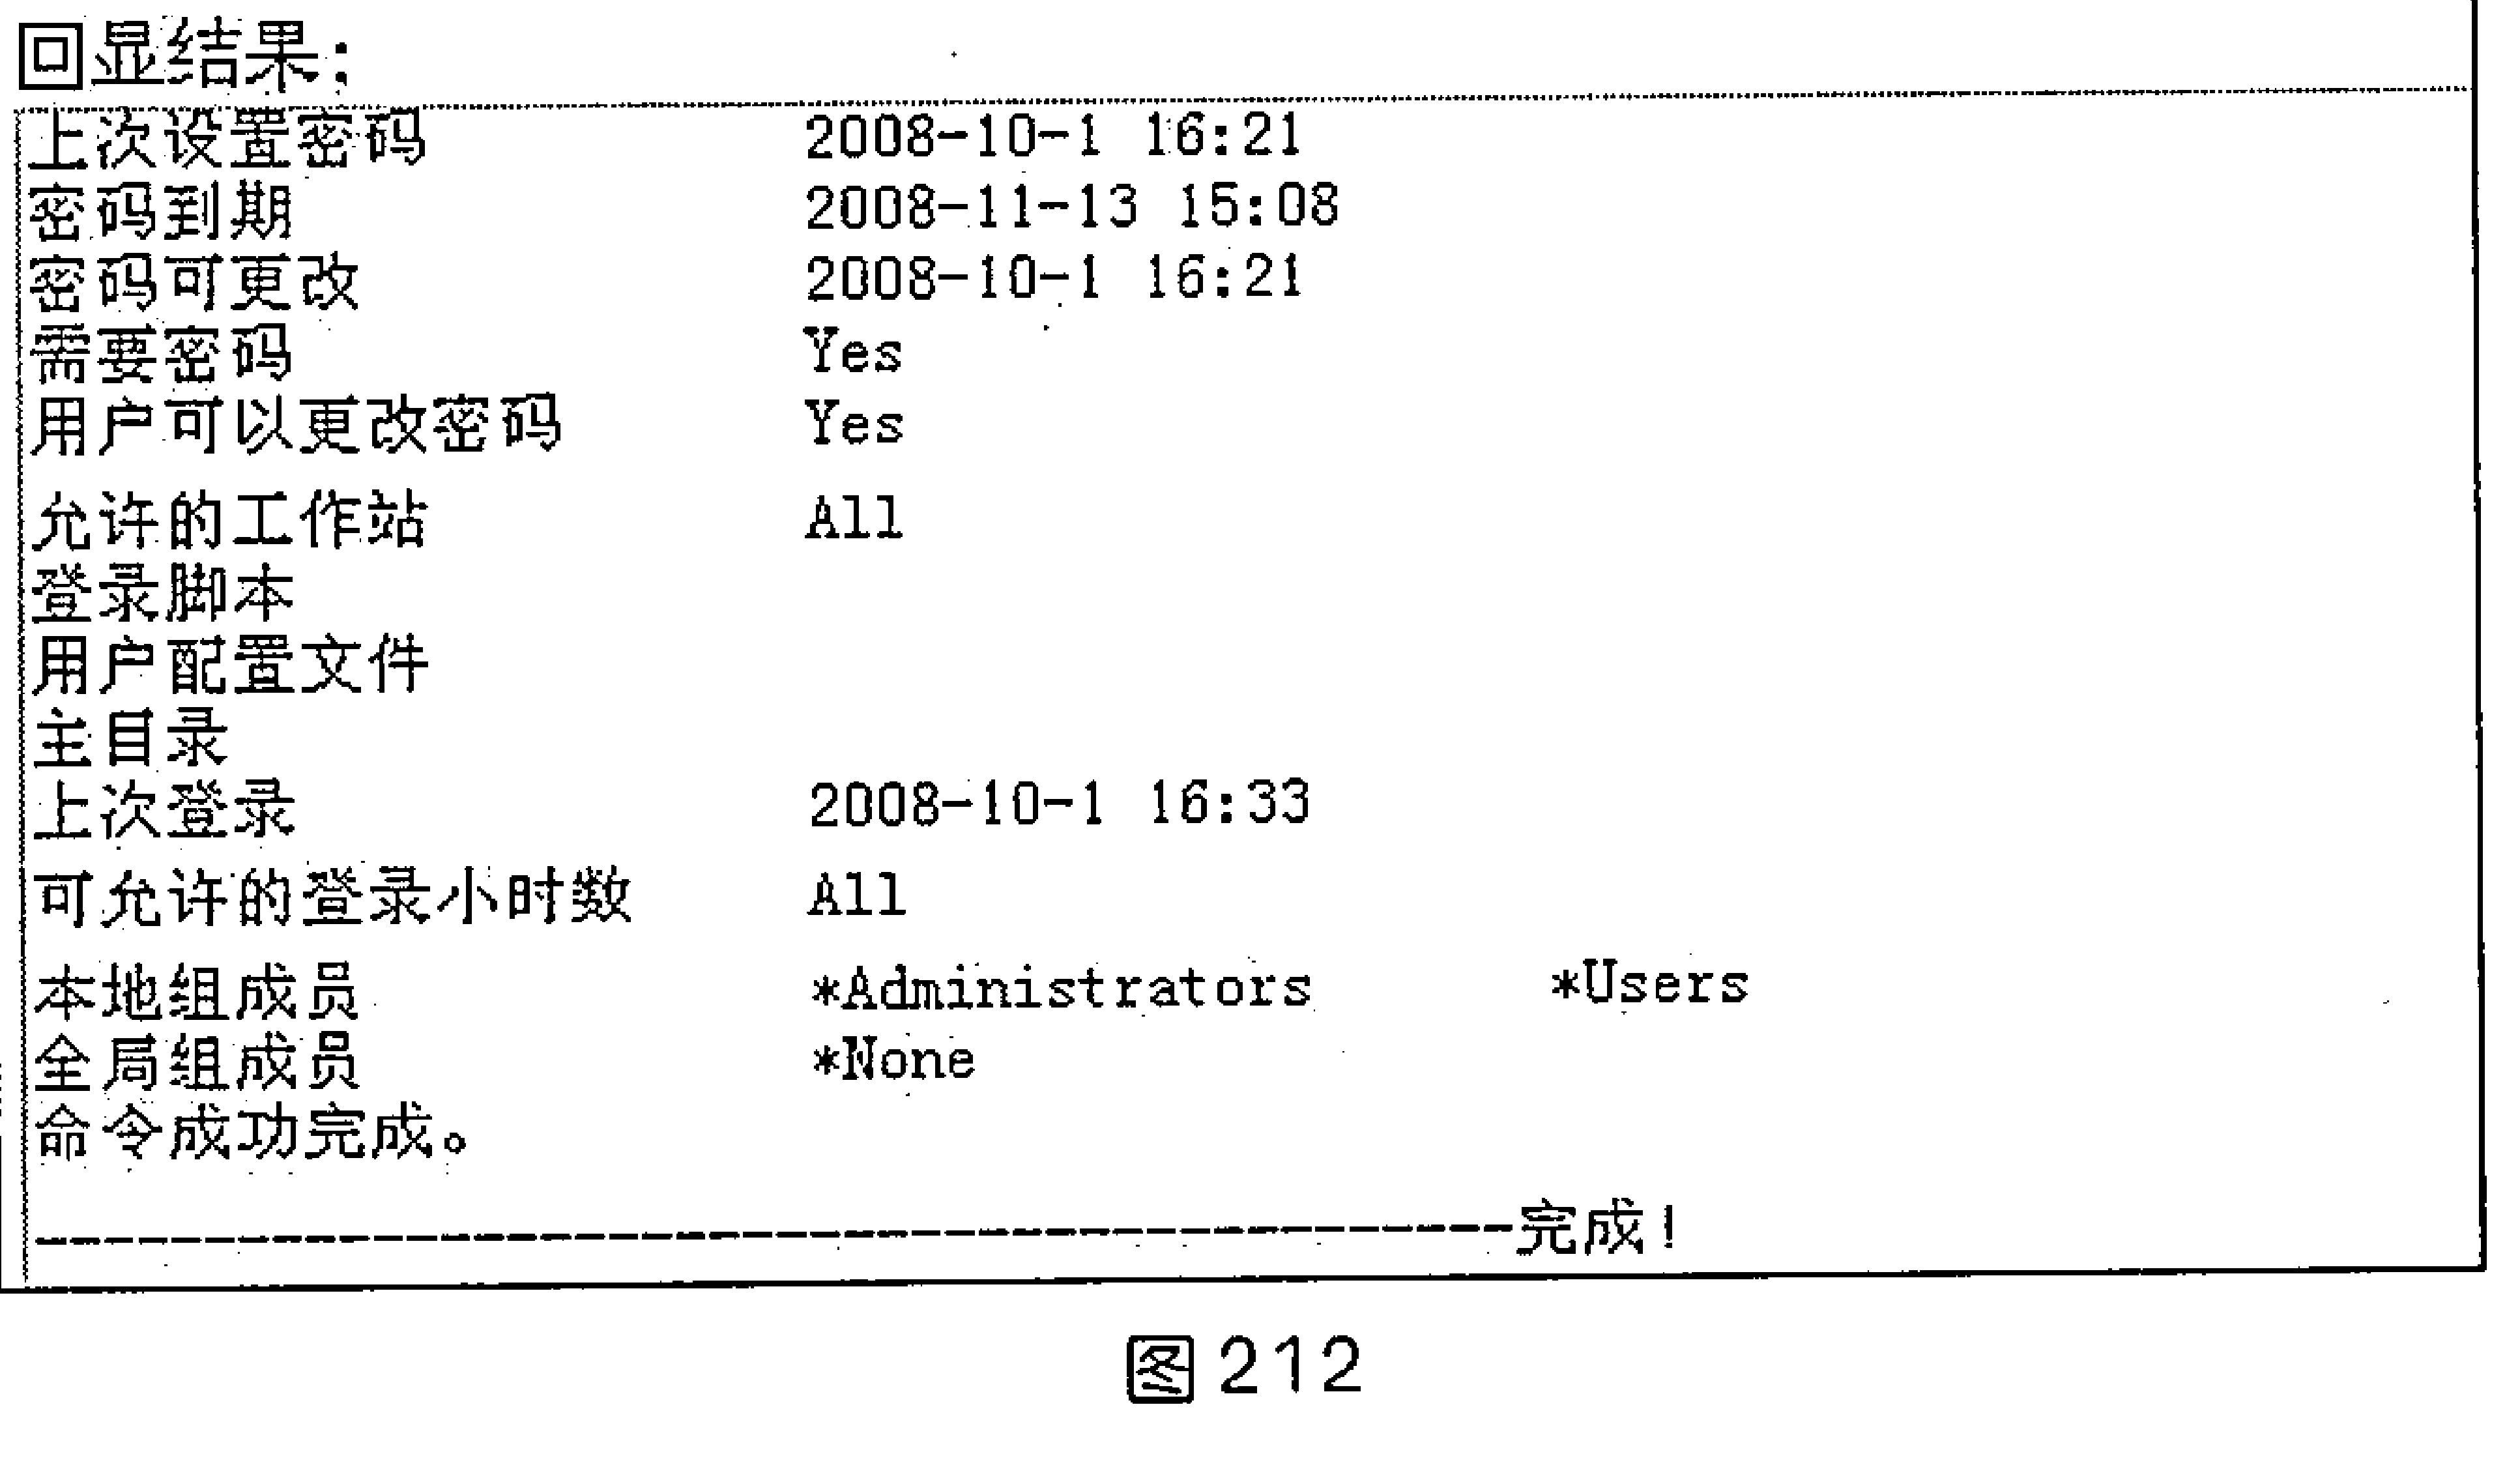 回显结果：
上次设置密码 2008-10-1 16:21
密码到期 2008-11-13 15:08
密码可更改 2008-10-1 16:21
需要密码 Yes
用户可以更改密码 Yes
允许的工作站 All
登录脚本
用户配置文件
主目录
上次登录 2008-10-1 16:33
可允许的登录小时数 All
本地组成员 *Administrators *Users
全局组成员 *None
命令成功完成。
--------------------------------------------完成!
图212